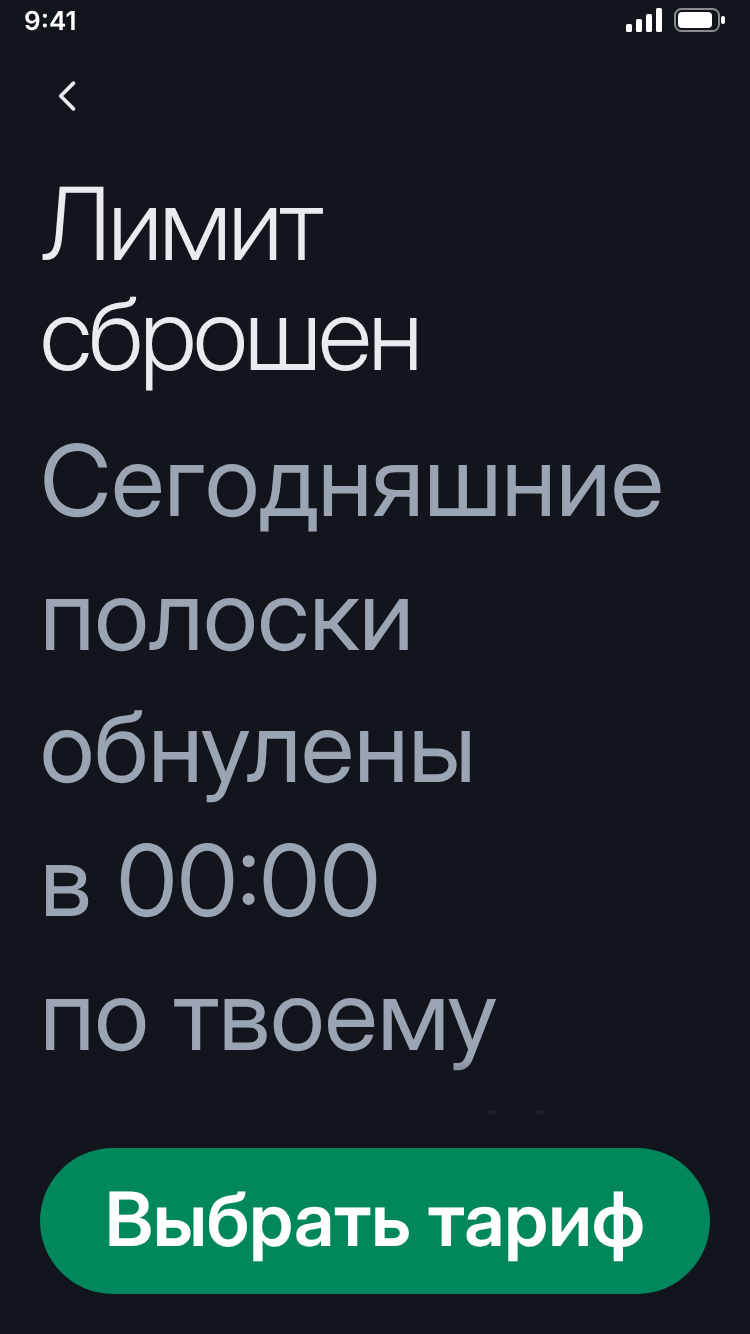 9:41
Лимит
сброшен
Сегодняшние
полоски
обнулены
в 00:00
по твоему
Выбрать тариф